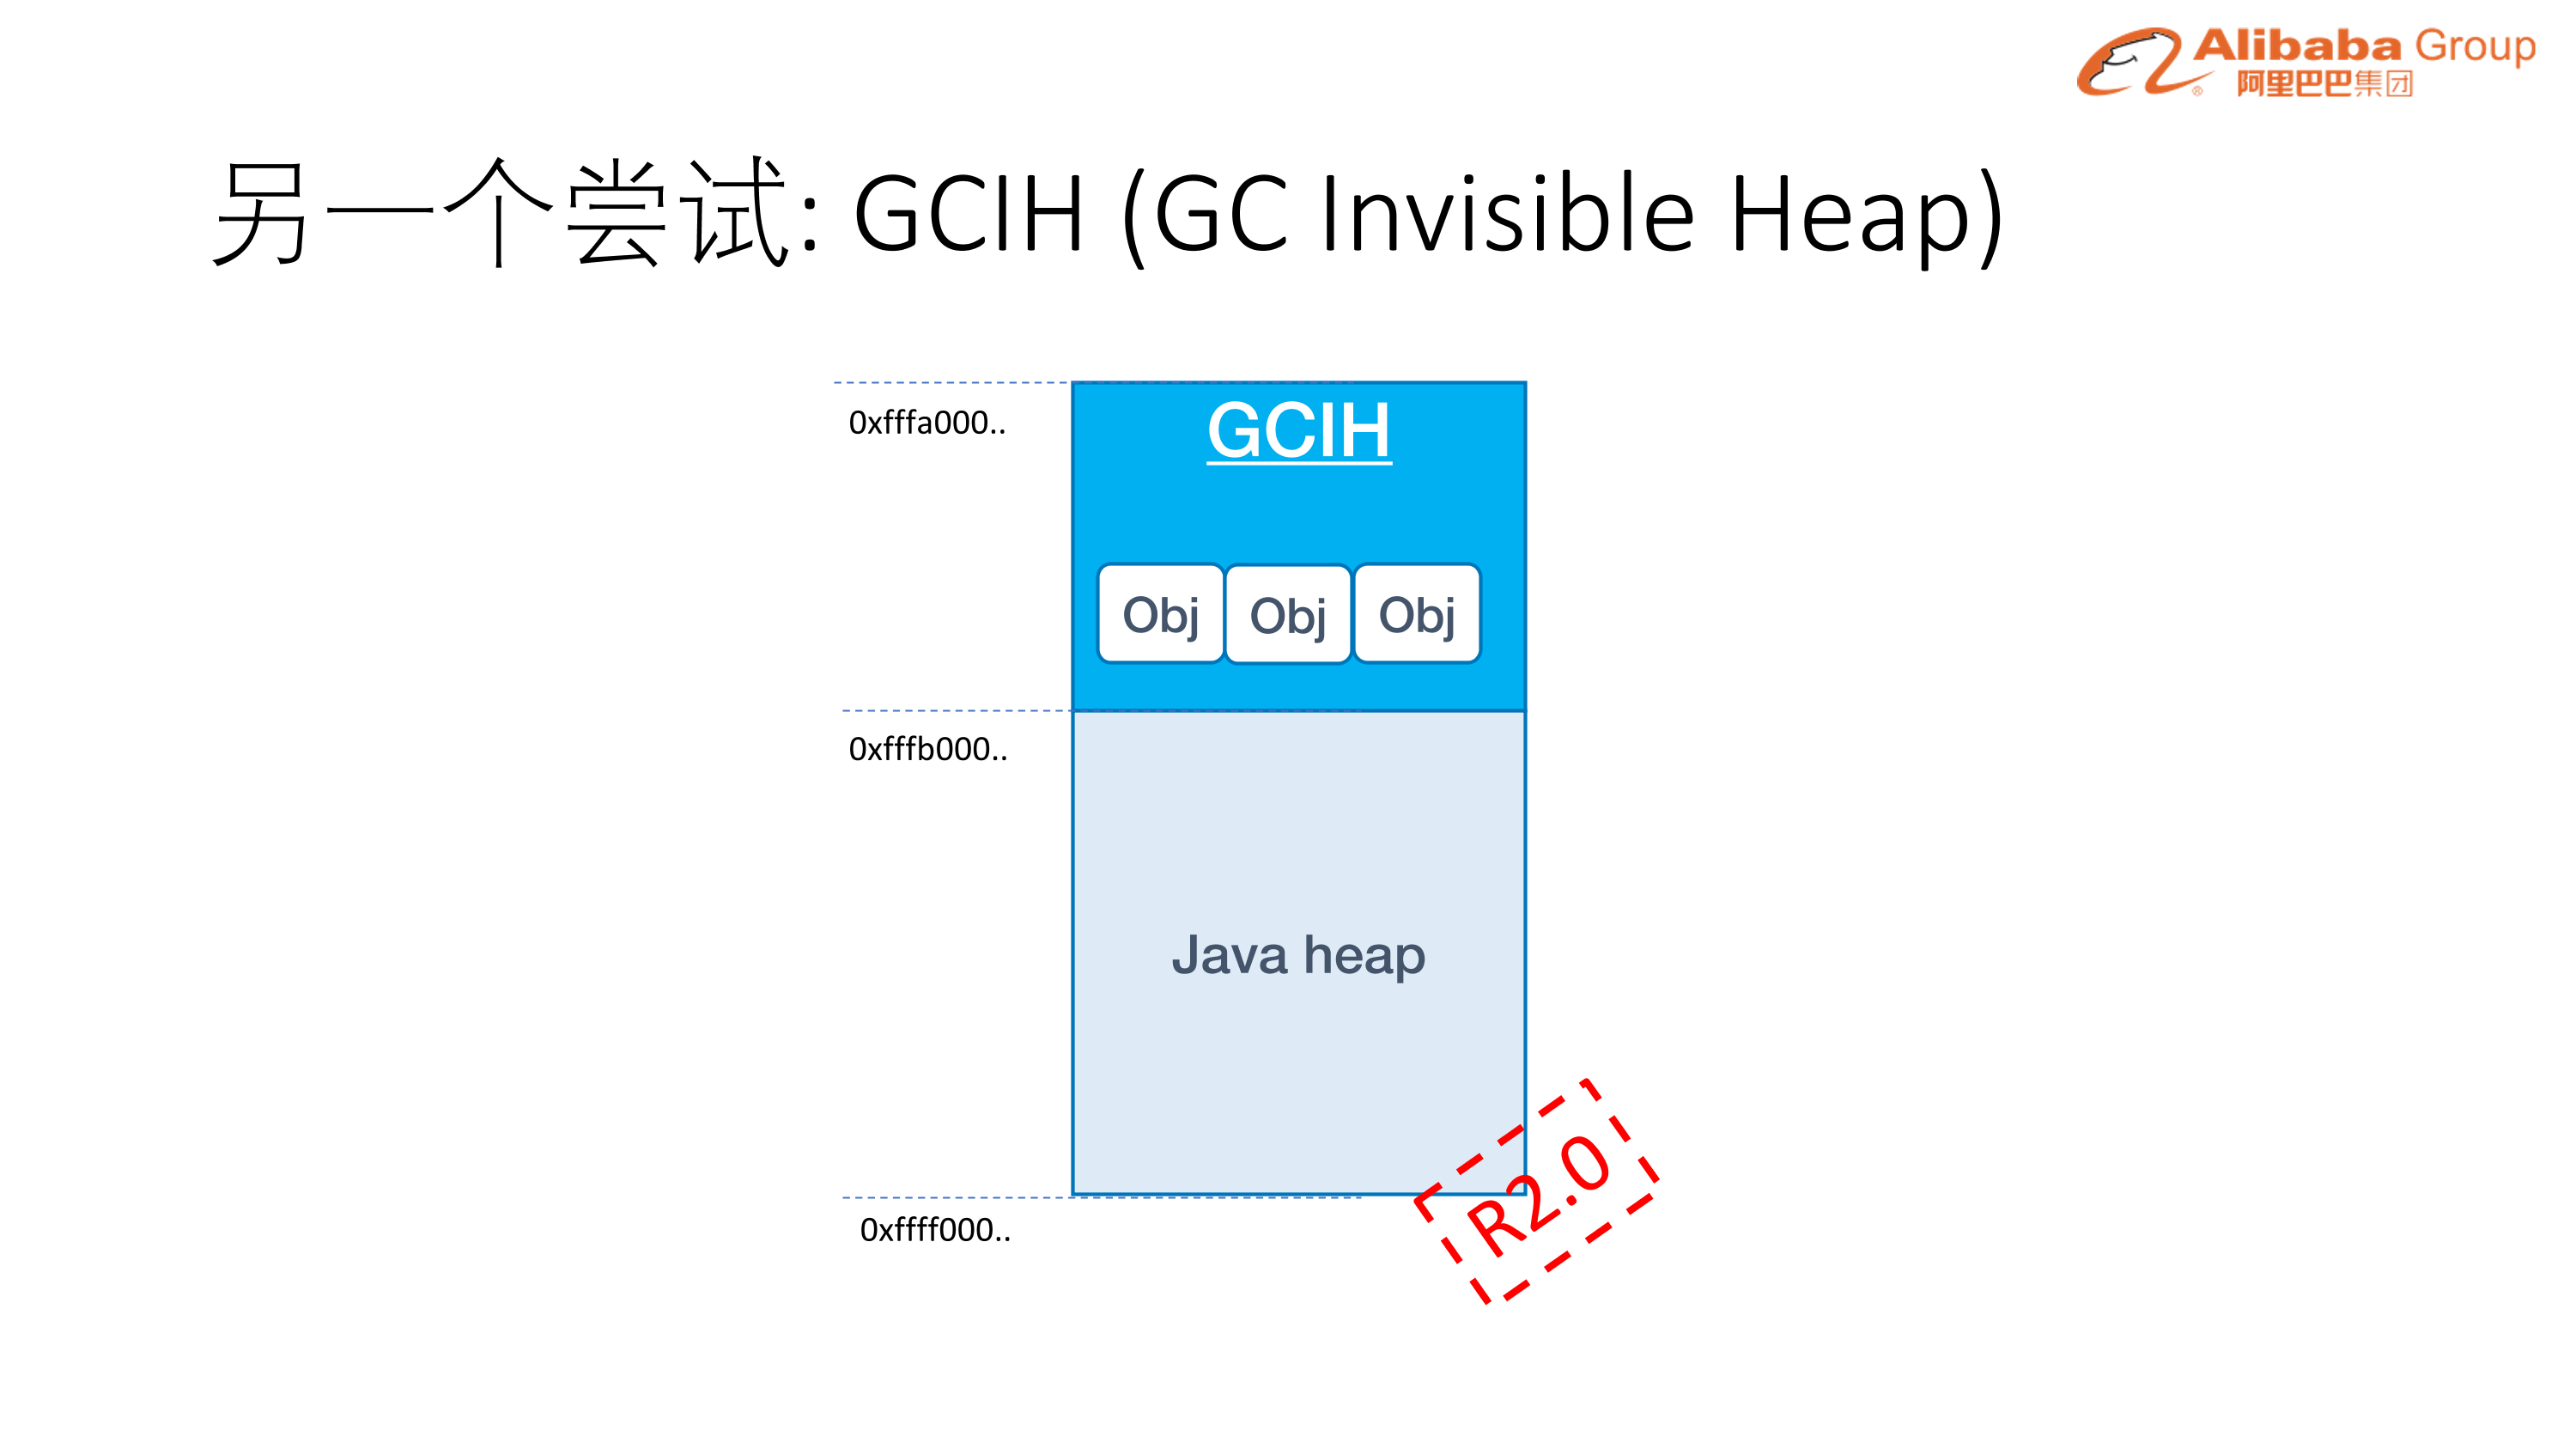 Alibaba Group
阿里巴巴集团
另一个尝试: GCIH (GC Invisible Heap)
0xfffa000..
GCIH
Obj Obj Obj
0xfffb000..
Java heap
R2.0
0xffff000..